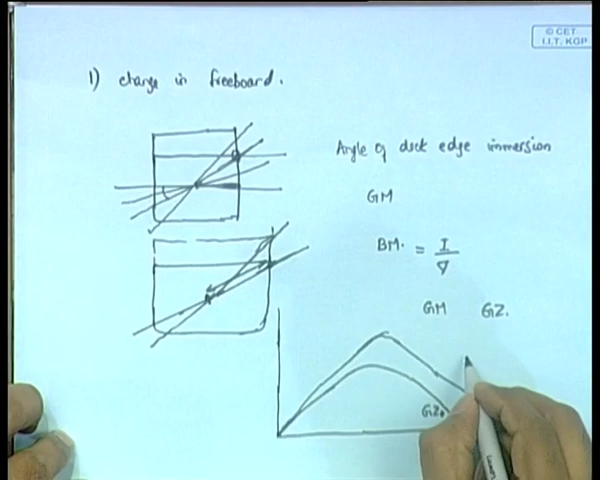 © CET
I.I.T. KGP
1) change in freeboard.
Angle of deck edge immersion
GM
BM. = I/∇
GM GZ.
GZ.